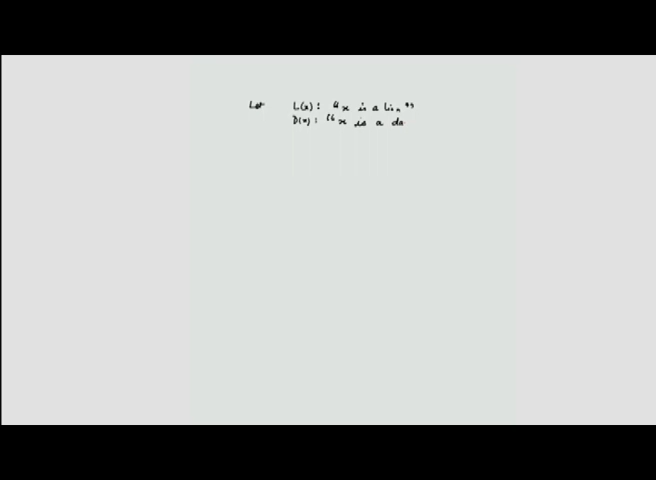 Let L(x): "x is a Lion"
D(x): "x is a da